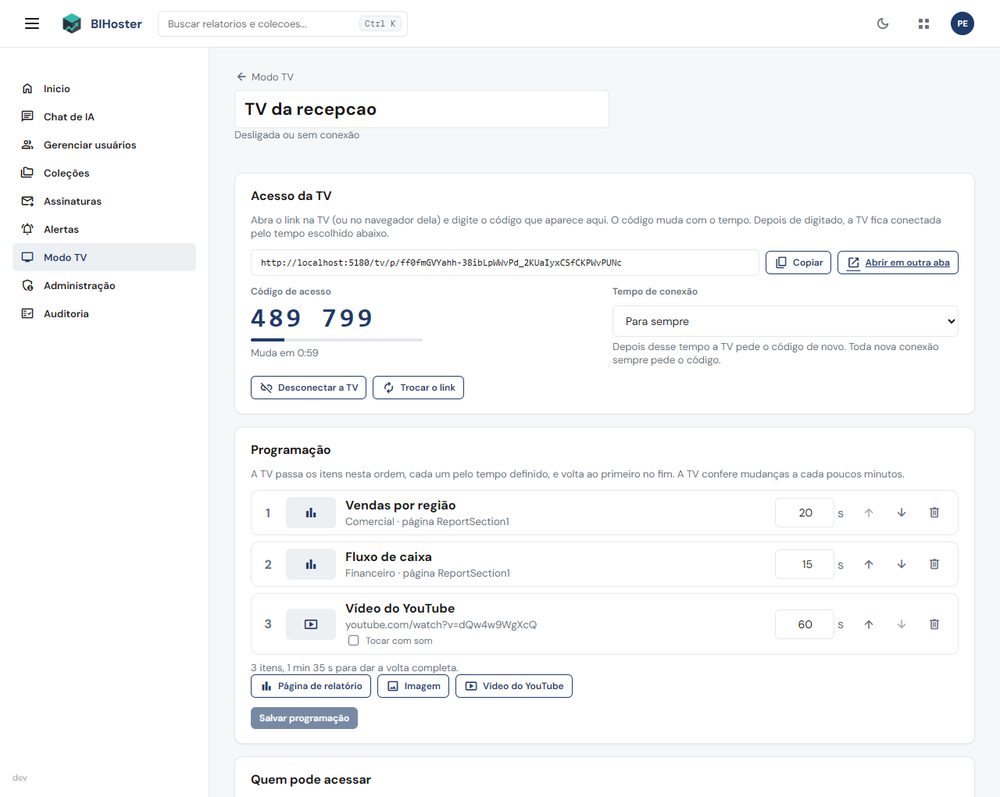 BIHoster
Buscar relatorios e colecoes...
Ctrl K
PE
Inicio
Chat de IA
Gerenciar usuários
Coleções
Assinaturas
Alertas
Modo TV
Administração
Auditoria
dev
Modo TV
TV da recepcao
Desligada ou sem conexão
Acesso da TV
Abra o link na TV (ou no navegador dela) e digite o código que aparece aqui. O código muda com o tempo. Depois de digitado, a TV fica conectada
pelo tempo escolhido abaixo.
http://localhost:5180/tv/p/ff0fmGVYahh-38ibLpWWvPd_2KUaIyxCSfCKPWvPUNc
Copiar
Abrir em outra aba
Código de acesso
489 799
Muda em 0:59
Tempo de conexão
Para sempre
Depois desse tempo a TV pede o código de novo. Toda nova conexão
sempre pede o código.
Desconectar a TV
Trocar o link
Programação
A TV passa os itens nesta ordem, cada um pelo tempo definido, e volta ao primeiro no fim. A TV confere mudanças a cada poucos minutos.
1
Vendas por região
Comercial · página ReportSection1
20 s
2
Fluxo de caixa
Financeiro · página ReportSection1
15 s
3
Vídeo do YouTube
youtube.com/watch?v=dQw4w9WgXcQ
Tocar com som
60 s
3 itens, 1 min 35 s para dar a volta completa.
Página de relatório
Imagem
Vídeo do YouTube
Salvar programação
Quem pode acessar